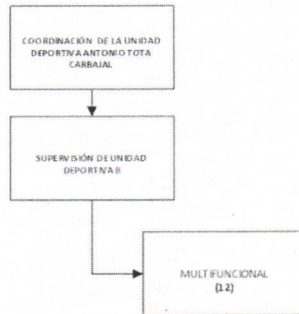 COORDINACIÓN DE LA UNIDAD
DEPORTIVA ANTONIO TOTA
CARBAJAL
SUPERVISIÓN DE UNIDAD
DEPORTIVA B
MULTIFUNCIONAL
(12)